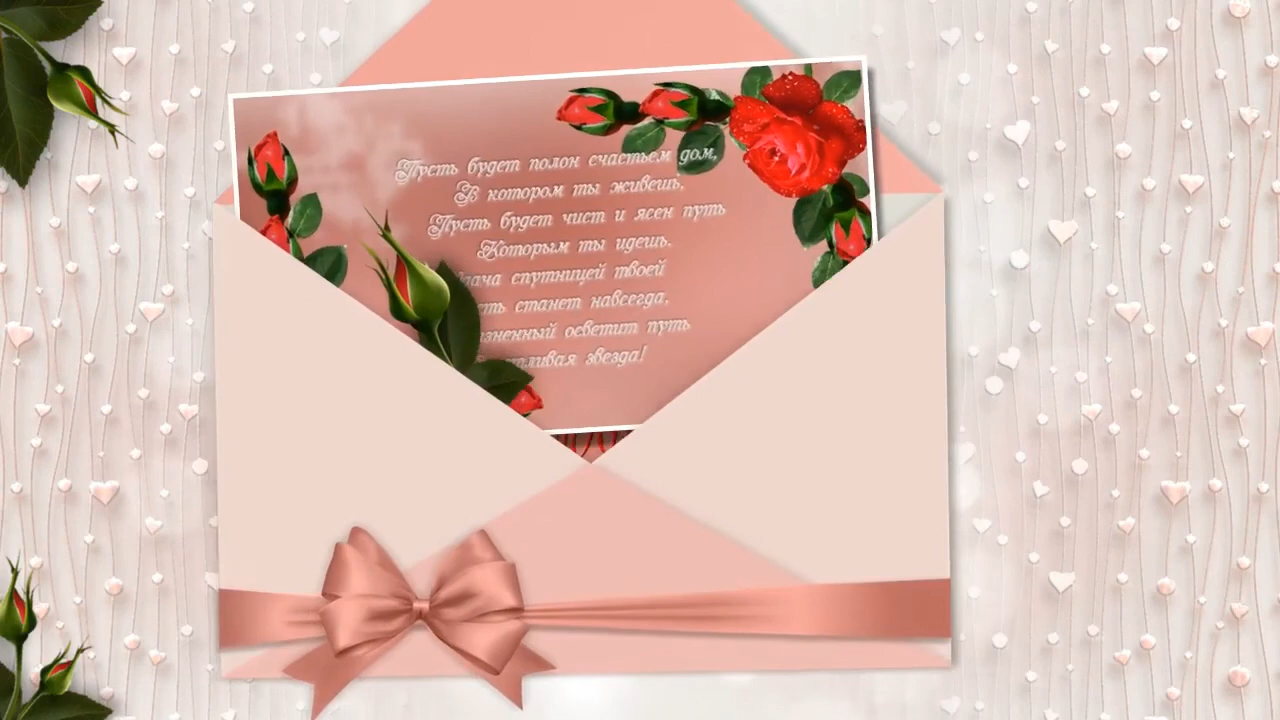 Пусть будет полон счастьем дом,
В котором ты живешь,
Пусть будет чист и ясен путь
Которым ты идешь.
спутницей твоей
станет навсегда,
осветит путь
звезда!